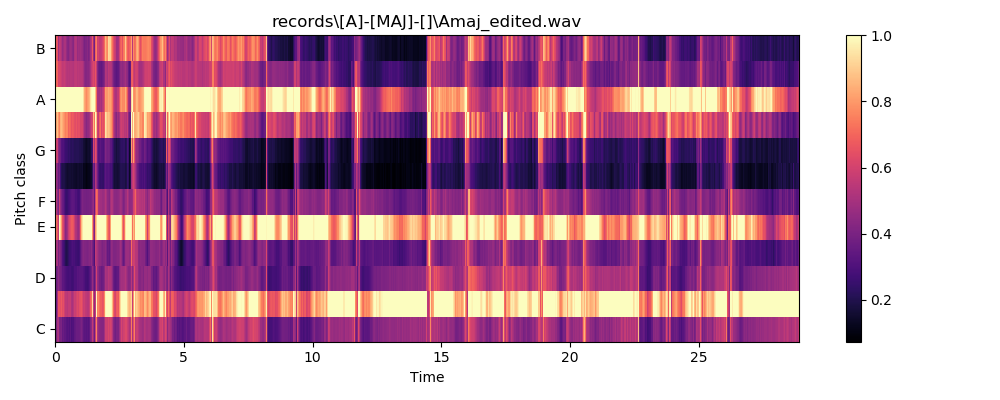 records\[A]-[MAJ]-[]\Amaj_edited.wav
B
A
G
F
E
D
C
Pitch class
0
5
10
15
20
25
Time
1.0
0.8
0.6
0.4
0.2